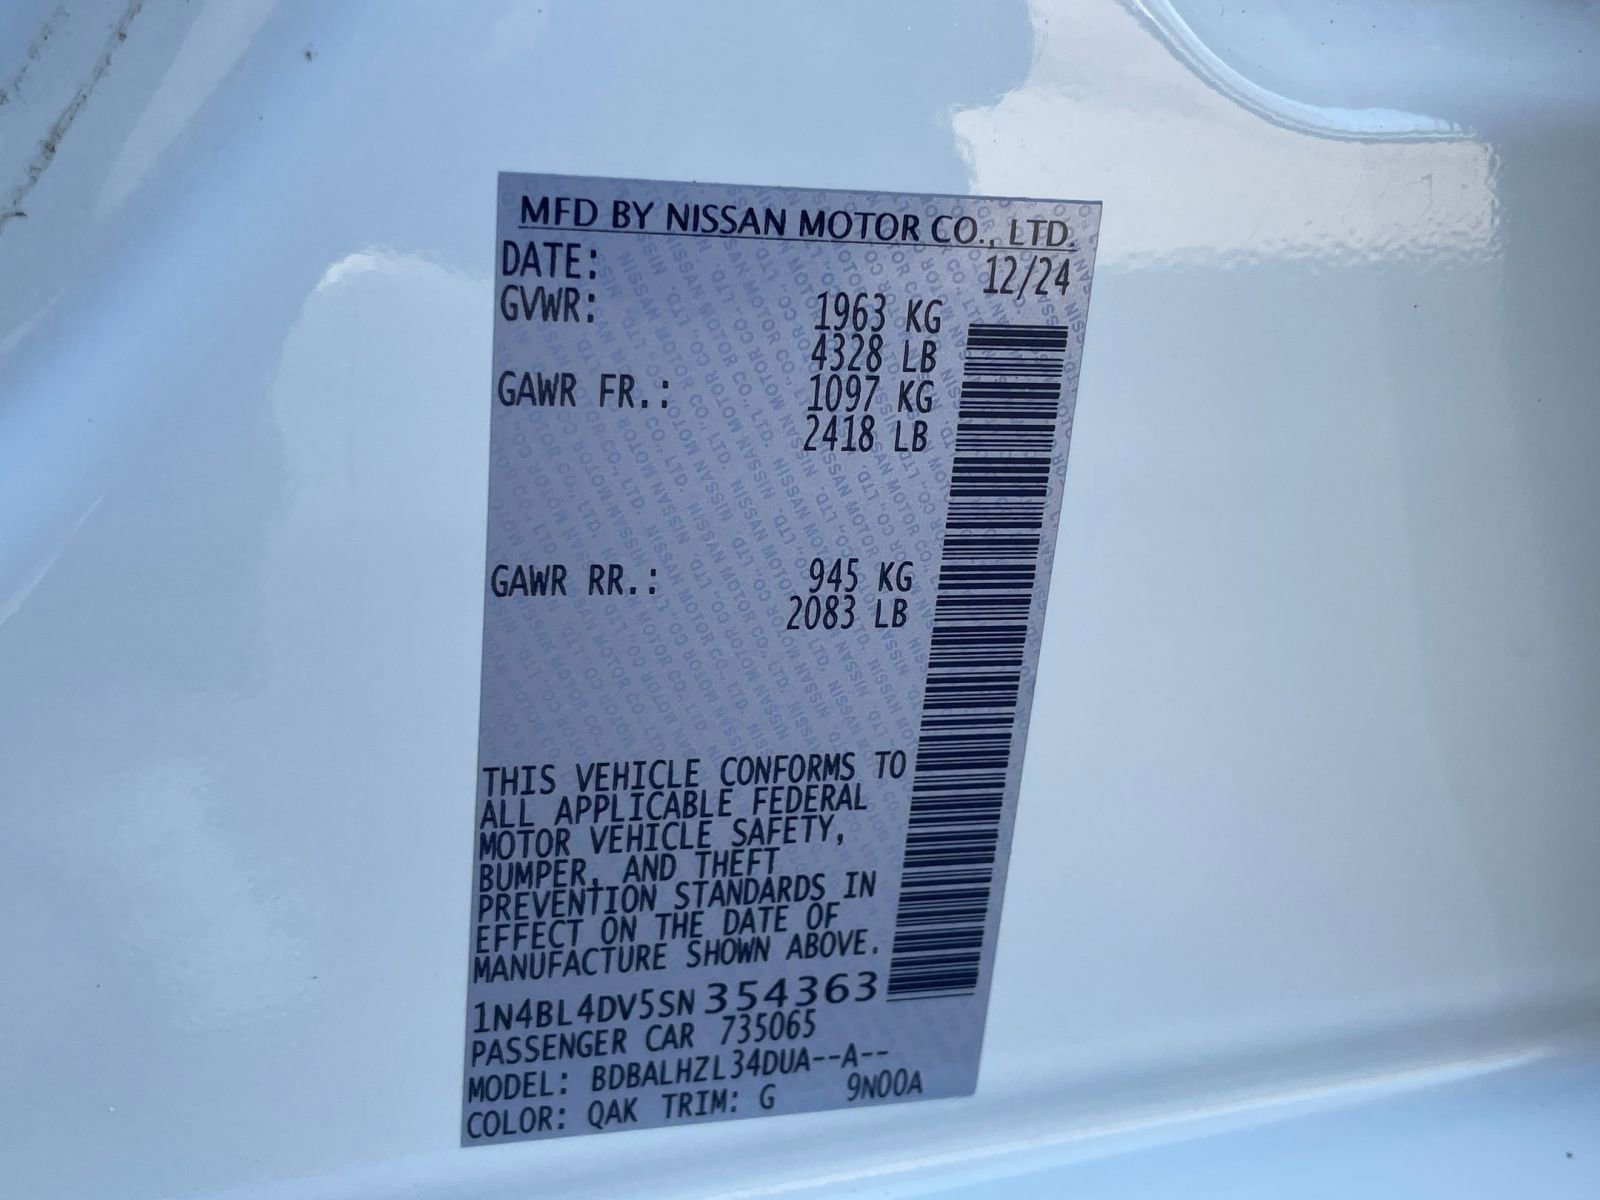 MFD BY NISSAN MOTOR CO., LTD.
DATE: 12/24
GVWR: 1963 KG
4328 LB
GAWR FR.: 1097 KG
2418 LB
GAWR RR.: 945 KG
2083 LB
THIS VEHICLE CONFORMS TO
ALL APPLICABLE FEDERAL
MOTOR VEHICLE SAFETY,
BUMPER, AND THEFT
PREVENTION STANDARDS IN
EFFECT ON THE DATE OF
MANUFACTURE SHOWN ABOVE.
1N4BL4DV5SN354363
PASSENGER CAR 735065
MODEL: BDBALHZL34DUA--A--
COLOR: QAK TRIM: G 9N00A